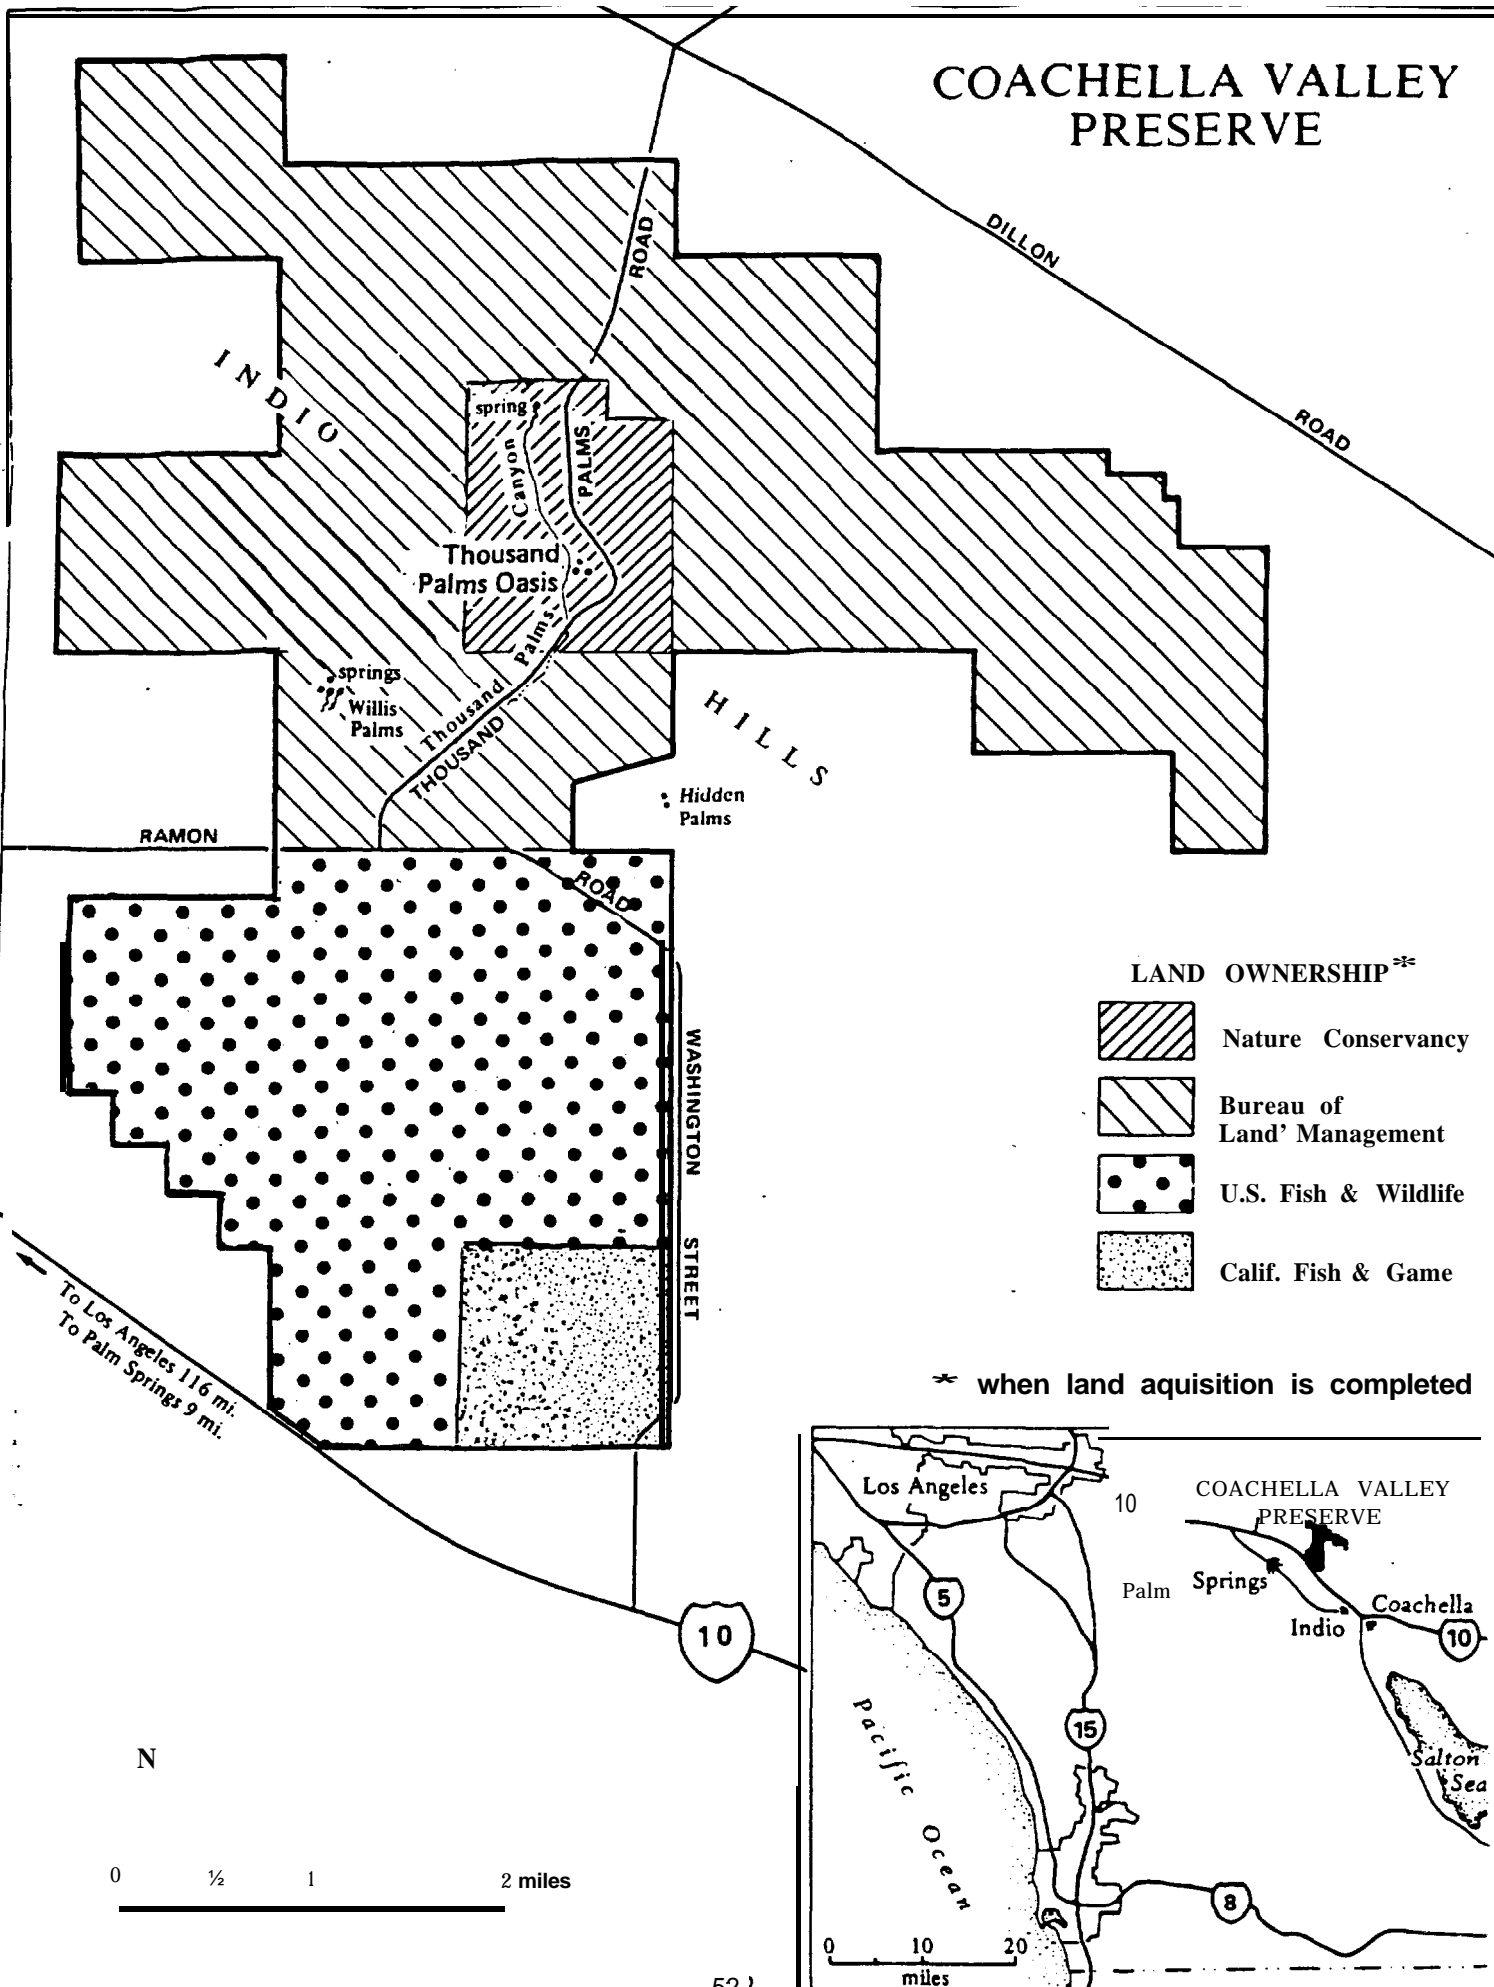 COACHELLA VALLEY
PRESERVE
DILLON
ROAD
ROAD
INDIO
spring
Canyon
PALMS
Thousand
Palms Oasis
Palms
Thousand
THOUSAND
springs
Willis
Palms
HILLS
Hidden
Palms
RAMON
ROAD
WASHINGTON
STREET
LAND OWNERSHIP*
Nature Conservancy
Bureau of
Land' Management
U.S. Fish & Wildlife
Calif. Fish & Game
* when land aquisition is completed
To Los Angeles 116 mi.
To Palm Springs 9 mi.
10
N
0 ½ 1 2 miles
Los Angeles
10
COACHELLA VALLEY
PRESERVE
Palm Springs
Indio
Coachella
10
5
15
Salton
Sea
Pacific Ocean
8
0 10 20
miles